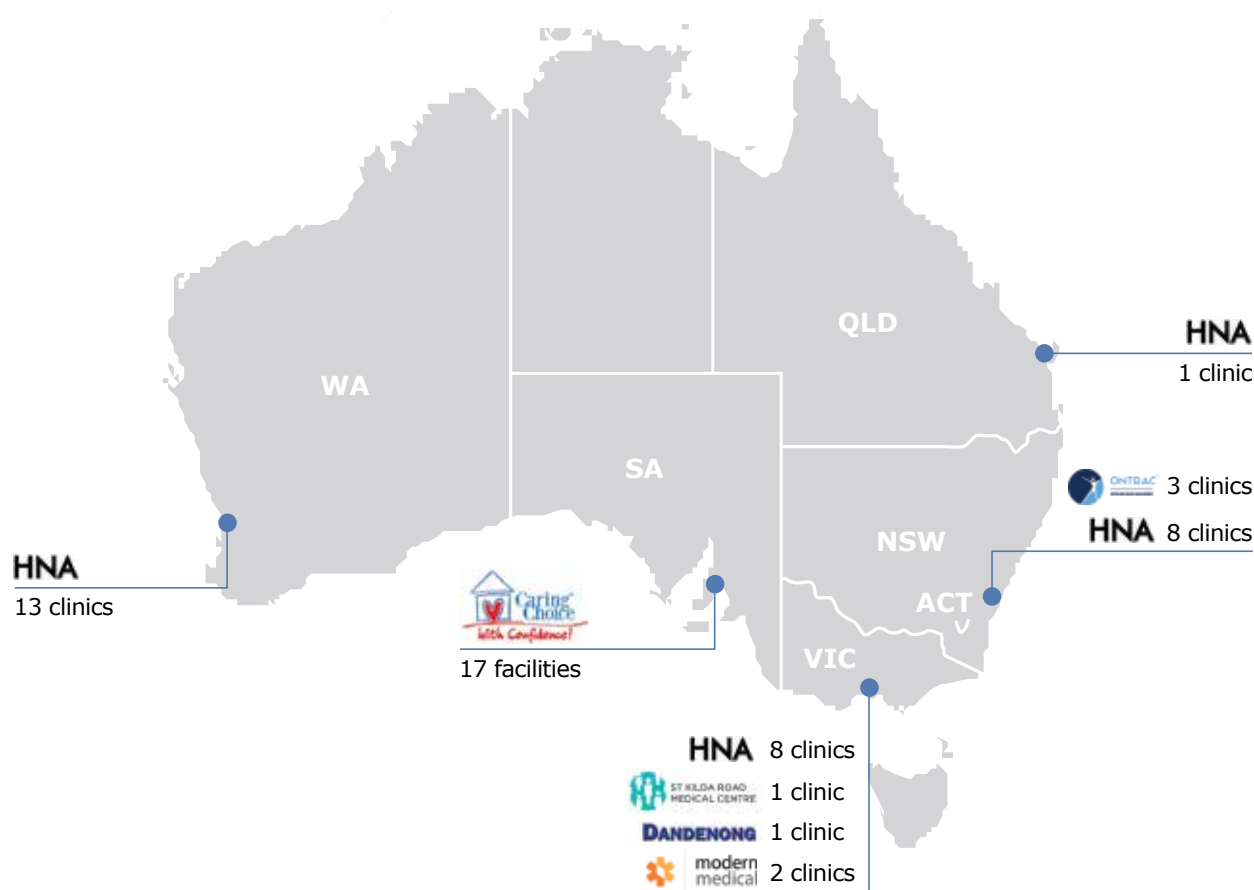 QLD
HNA
1 clinic
WA
SA
ONTRAC 3 clinics
NSW
HNA 8 clinics
HNA
13 clinics
Caring
Choice
With Confidence!
17 facilities
ACT
VIC
HNA 8 clinics
ST KILDA ROAD
MEDICAL CENTRE 1 clinic
DANDENONG 1 clinic
modern
medical 2 clinics